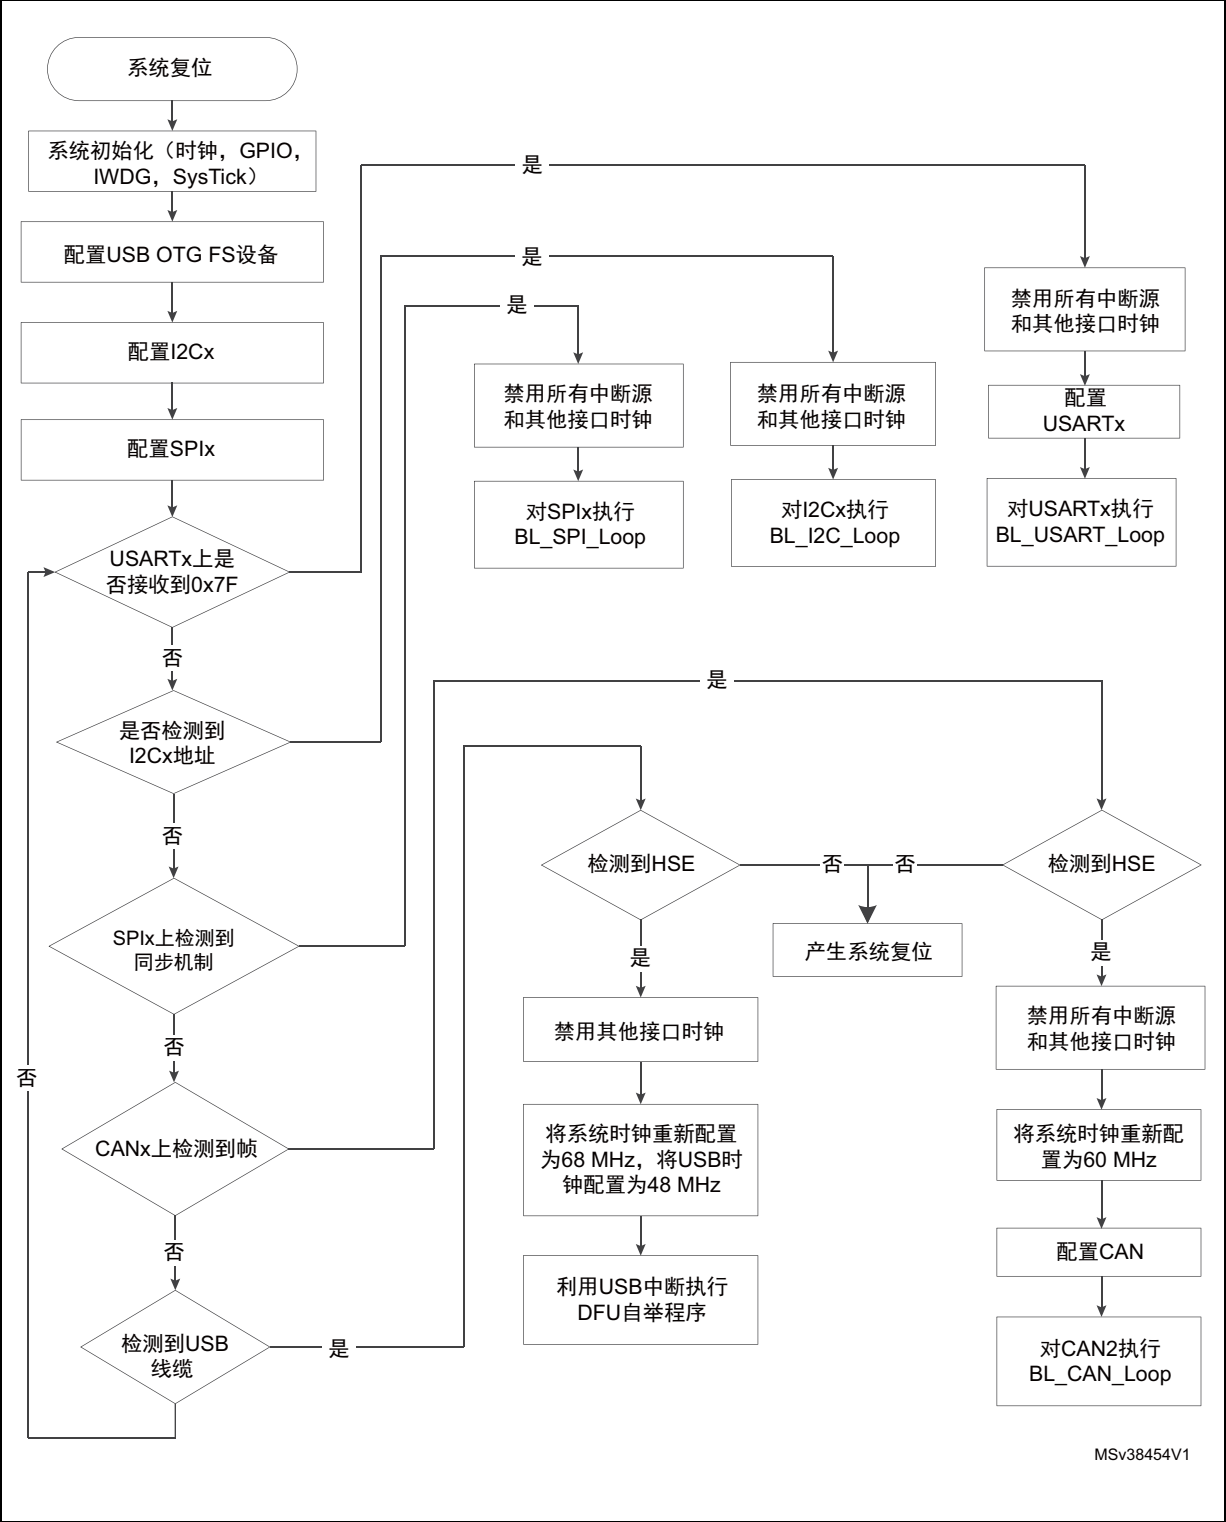 系统复位
系统初始化（时钟，GPIO，
IWDG，SysTick）
配置USB OTG FS设备
配置I2Cx
配置SPIx
USARTx上是
否接收到0x7F
否
是否检测到
I2Cx地址
否
SPIx上检测到
同步机制
否
CANx上检测到帧
否
检测到USB
线缆
否
是
是
是
是
是
禁用所有中断源
和其他接口时钟
对SPIx执行
BL_SPI_Loop
禁用所有中断源
和其他接口时钟
对I2Cx执行
BL_I2C_Loop
禁用所有中断源
和其他接口时钟
配置
USARTx
对USARTx执行
BL_USART_Loop
检测到HSE
否
否
检测到HSE
产生系统复位
是
禁用其他接口时钟
将系统时钟重新配置
为68 MHz，将USB时
钟配置为48 MHz
利用USB中断执行
DFU自举程序
是
禁用所有中断源
和其他接口时钟
将系统时钟重新配
置为60 MHz
配置CAN
对CAN2执行
BL_CAN_Loop
MSv38454V1